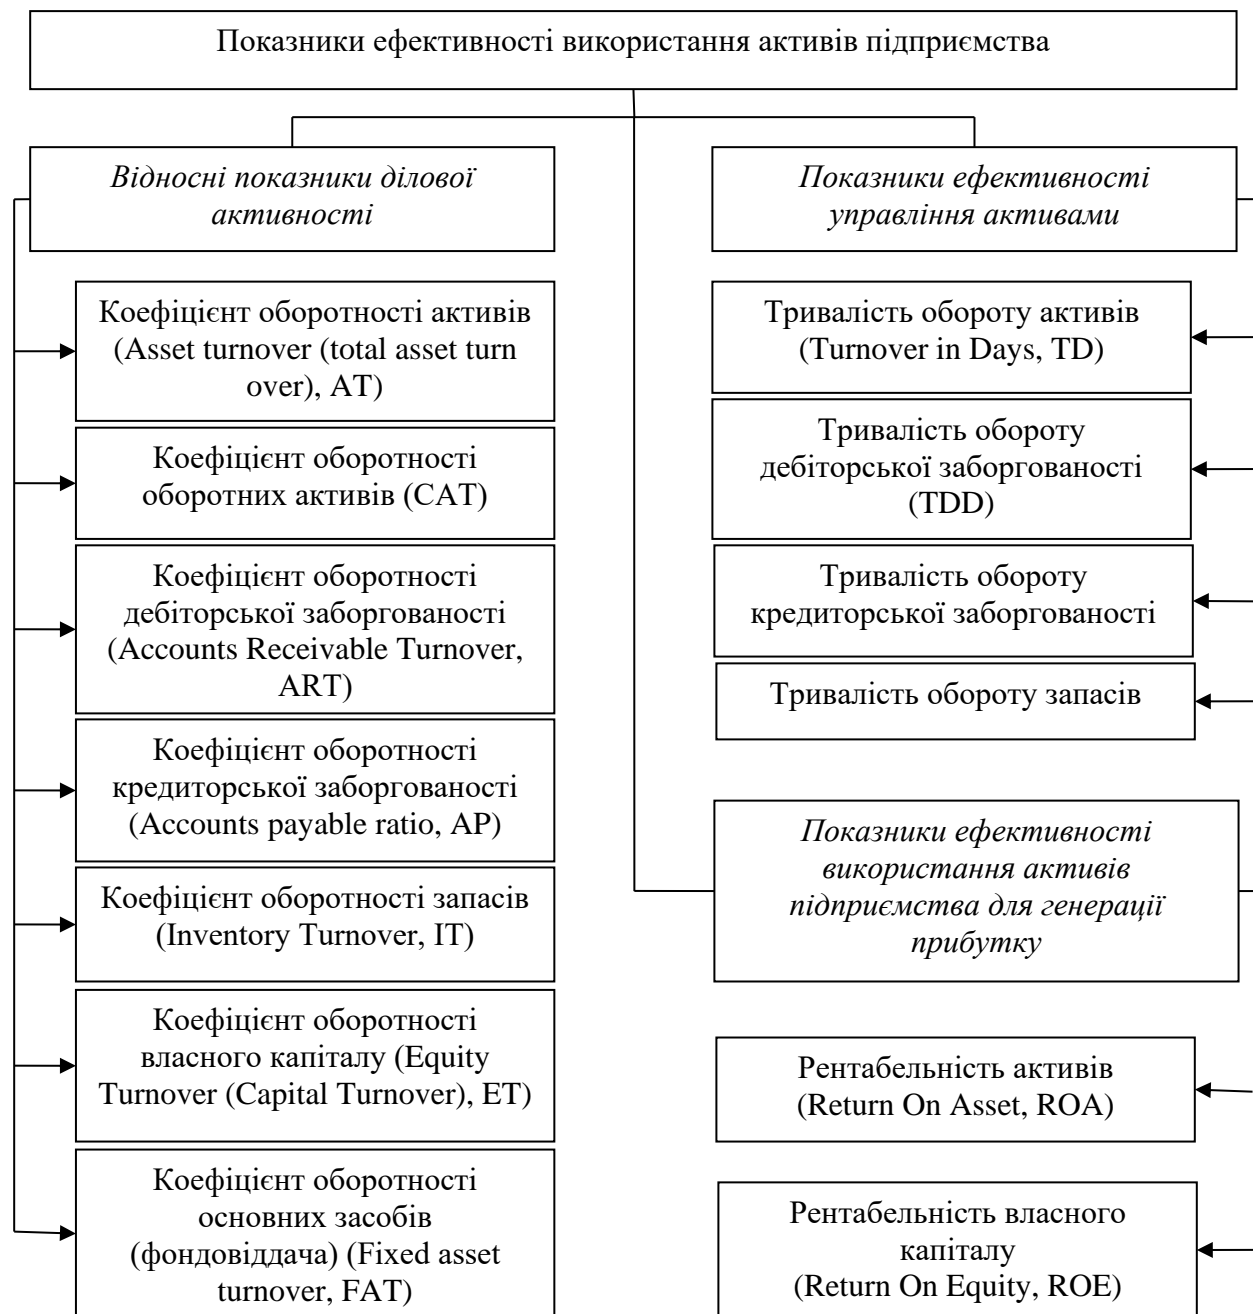 Показники ефективності використання активів підприємства
Відносні показники ділової
активності
Коефіцієнт оборотності активів
(Asset turnover (total asset turn
over), AT)
Коефіцієнт оборотності
оборотних активів (CAT)
Коефіцієнт оборотності
дебіторської заборгованості
(Accounts Receivable Turnover,
ART)
Коефіцієнт оборотності
кредиторської заборгованості
(Accounts payable ratio, AP)
Коефіцієнт оборотності запасів
(Inventory Turnover, IT)
Коефіцієнт оборотності
власного капіталу (Equity
Turnover (Capital Turnover), ET)
Коефіцієнт оборотності
основних засобів
(фондовіддача) (Fixed asset
turnover, FAT)
Показники ефективності
управління активами
Тривалість обороту активів
(Turnover in Days, TD)
Тривалість обороту
дебіторської заборгованості
(TDD)
Тривалість обороту
кредиторської заборгованості
Тривалість обороту запасів
Показники ефективності
використання активів
підприємства для генерації
прибутку
Рентабельність активів
(Return On Asset, ROA)
Рентабельність власного
капіталу
(Return On Equity, ROE)